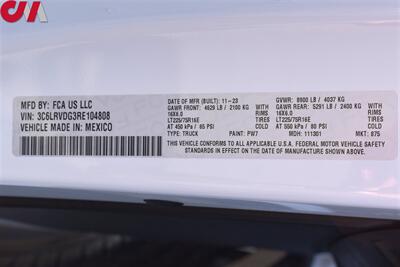 CIA
MFD BY: FCA US LLC
VIN: 3C6LRVDG3RE104808
VEHICLE MADE IN: MEXICO
DATE OF MFR (BUILT): 11-23
GAWR FRONT: 4629 LB / 2100 KG
16X6.0 RIMS
LT225/75R16E TIRES
AT 450 kPa / 65 PSI COLD
TYPE: TRUCK PAINT: PW7
GVWR: 8900 LB / 4037 KG
GAWR REAR: 5291 LB / 2400 KG
16X6.0 RIMS
LT225/75R16E TIRES
AT 550 kPa / 80 PSI COLD
MDH: 111301 MKT: 875
THIS VEHICLE CONFORMS TO ALL APPLICABLE U.S.A. FEDERAL MOTOR VEHICLE SAFETY
STANDARDS IN EFFECT ON THE DATE OF MANUFACTURE SHOWN ABOVE.